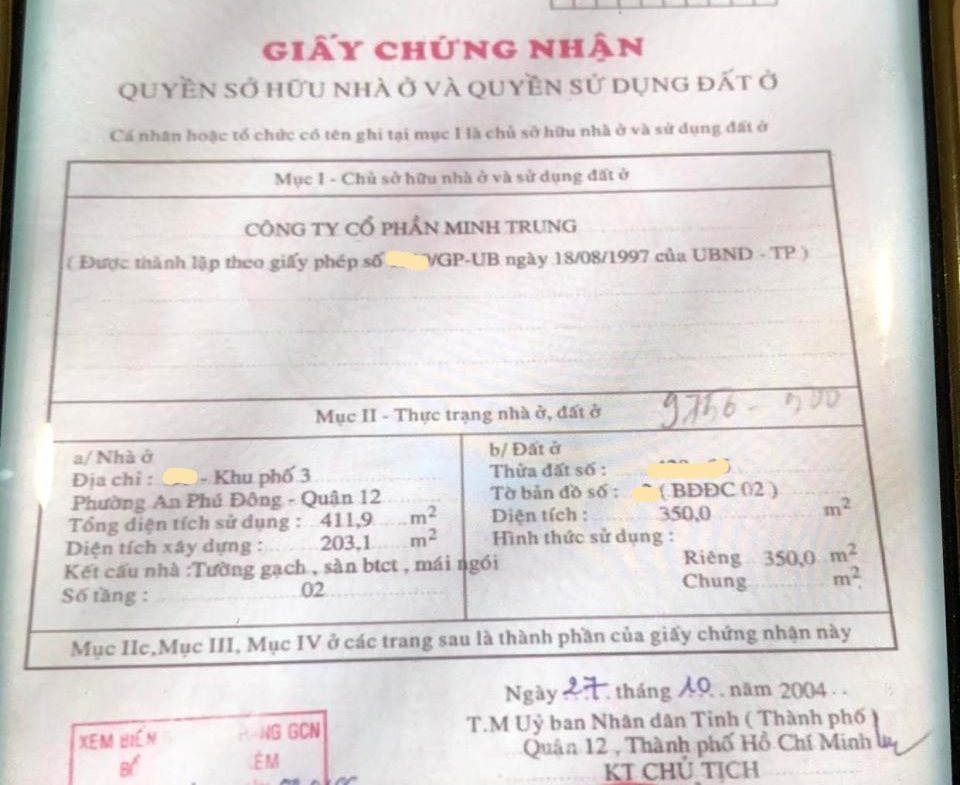 GIẤY CHỨNG NHẬN
QUYỀN SỞ HỮU NHÀ Ở VÀ QUYỀN SỬ DỤNG ĐẤT Ở
Cá nhân hoặc tổ chức có tên ghi tại mục I là chủ sở hữu nhà ở và sử dụng đất ở
Mục I - Chủ sở hữu nhà ở và sử dụng đất ở
CÔNG TY CỔ PHẦN MINH TRUNG
( Được thành lập theo giấy phép số /GP-UB ngày 18/08/1997 của UBND - TP )
Mục II - Thực trạng nhà ở, đất ở
a/ Nhà ở
Địa chỉ : - Khu phố 3
Phường An Phú Đông - Quận 12
Tổng diện tích sử dụng : 411,9 m²
Diện tích xây dựng : 203,1 m²
Kết cấu nhà :Tường gạch , sàn btct , mái ngói
Số tầng : 02
b/ Đất ở
Thửa đất số :
Tờ bản đồ số : ( BĐĐC 02 )
Diện tích : 350,0 m²
Hình thức sử dụng :
Riêng 350,0 m²
Chung m²
Mục IIc,Mục III, Mục IV ở các trang sau là thành phần của giấy chứng nhận này
Ngày 27 tháng 10 . năm 2004 . .
T.M Uỷ ban Nhân dân Tỉnh ( Thành phố )
Quận 12 , Thành phố Hồ Chí Minh
KT CHỦ TỊCH
XEM BIẾN NG GCN